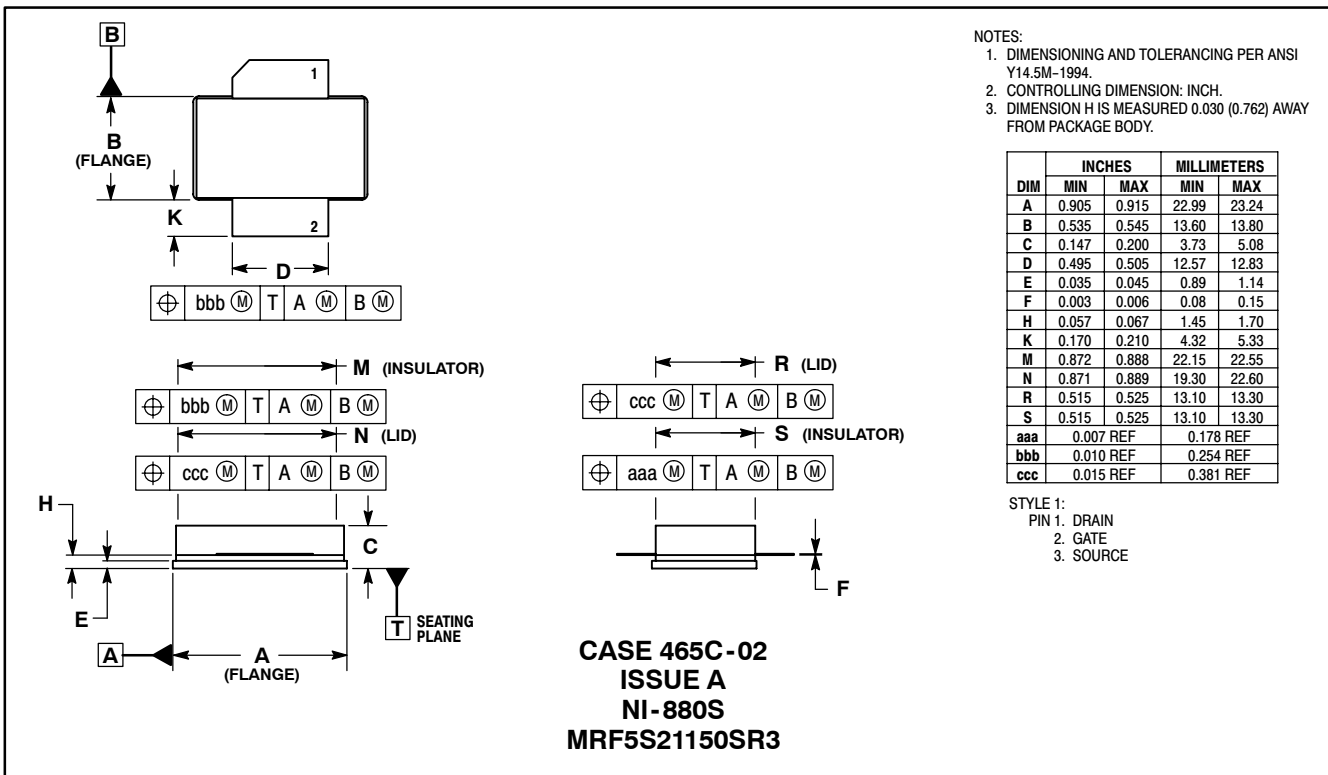 B
1
B
(FLANGE)
K
2
D
⌖ bbb Ⓜ T A Ⓜ B Ⓜ
M (INSULATOR)
⌖ bbb Ⓜ T A Ⓜ B Ⓜ
N (LID)
⌖ ccc Ⓜ T A Ⓜ B Ⓜ
H
C
E
T SEATING
PLANE
A
A
(FLANGE)
R (LID)
⌖ ccc Ⓜ T A Ⓜ B Ⓜ
S (INSULATOR)
⌖ aaa Ⓜ T A Ⓜ B Ⓜ
F
CASE 465C-02
ISSUE A
NI-880S
MRF5S21150SR3
NOTES:
1. DIMENSIONING AND TOLERANCING PER ANSI
Y14.5M-1994.
2. CONTROLLING DIMENSION: INCH.
3. DIMENSION H IS MEASURED 0.030 (0.762) AWAY
FROM PACKAGE BODY.
INCHES MILLIMETERS
DIM MIN MAX MIN MAX
A 0.905 0.915 22.99 23.24
B 0.535 0.545 13.60 13.80
C 0.147 0.200 3.73 5.08
D 0.495 0.505 12.57 12.83
E 0.035 0.045 0.89 1.14
F 0.003 0.006 0.08 0.15
H 0.057 0.067 1.45 1.70
K 0.170 0.210 4.32 5.33
M 0.872 0.888 22.15 22.55
N 0.871 0.889 19.30 22.60
R 0.515 0.525 13.10 13.30
S 0.515 0.525 13.10 13.30
aaa 0.007 REF 0.178 REF
bbb 0.010 REF 0.254 REF
ccc 0.015 REF 0.381 REF
STYLE 1:
PIN 1. DRAIN
2. GATE
3. SOURCE